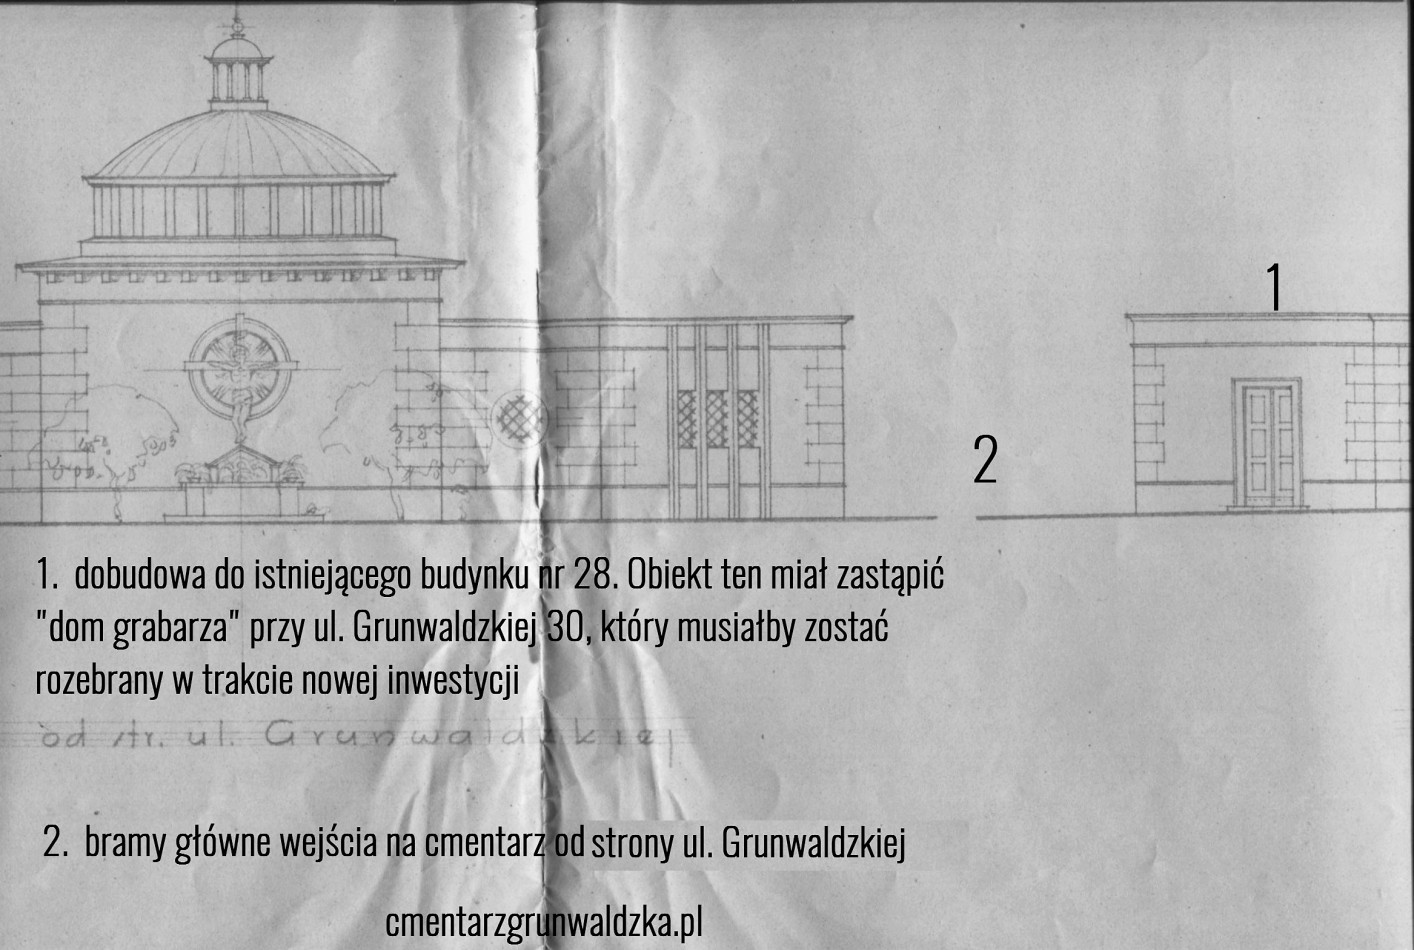 1
2
1. dobudowa do istniejącego budynku nr 28. Obiekt ten miał zastąpić
"dom grabarza" przy ul. Grunwaldzkiej 30, który musiałby zostać
rozebrany w trakcie nowej inwestycji
od str. ul. Grunwaldzkiej
2. bramy główne wejścia na cmentarz od strony ul. Grunwaldzkiej
cmentarzgrunwaldzka.pl